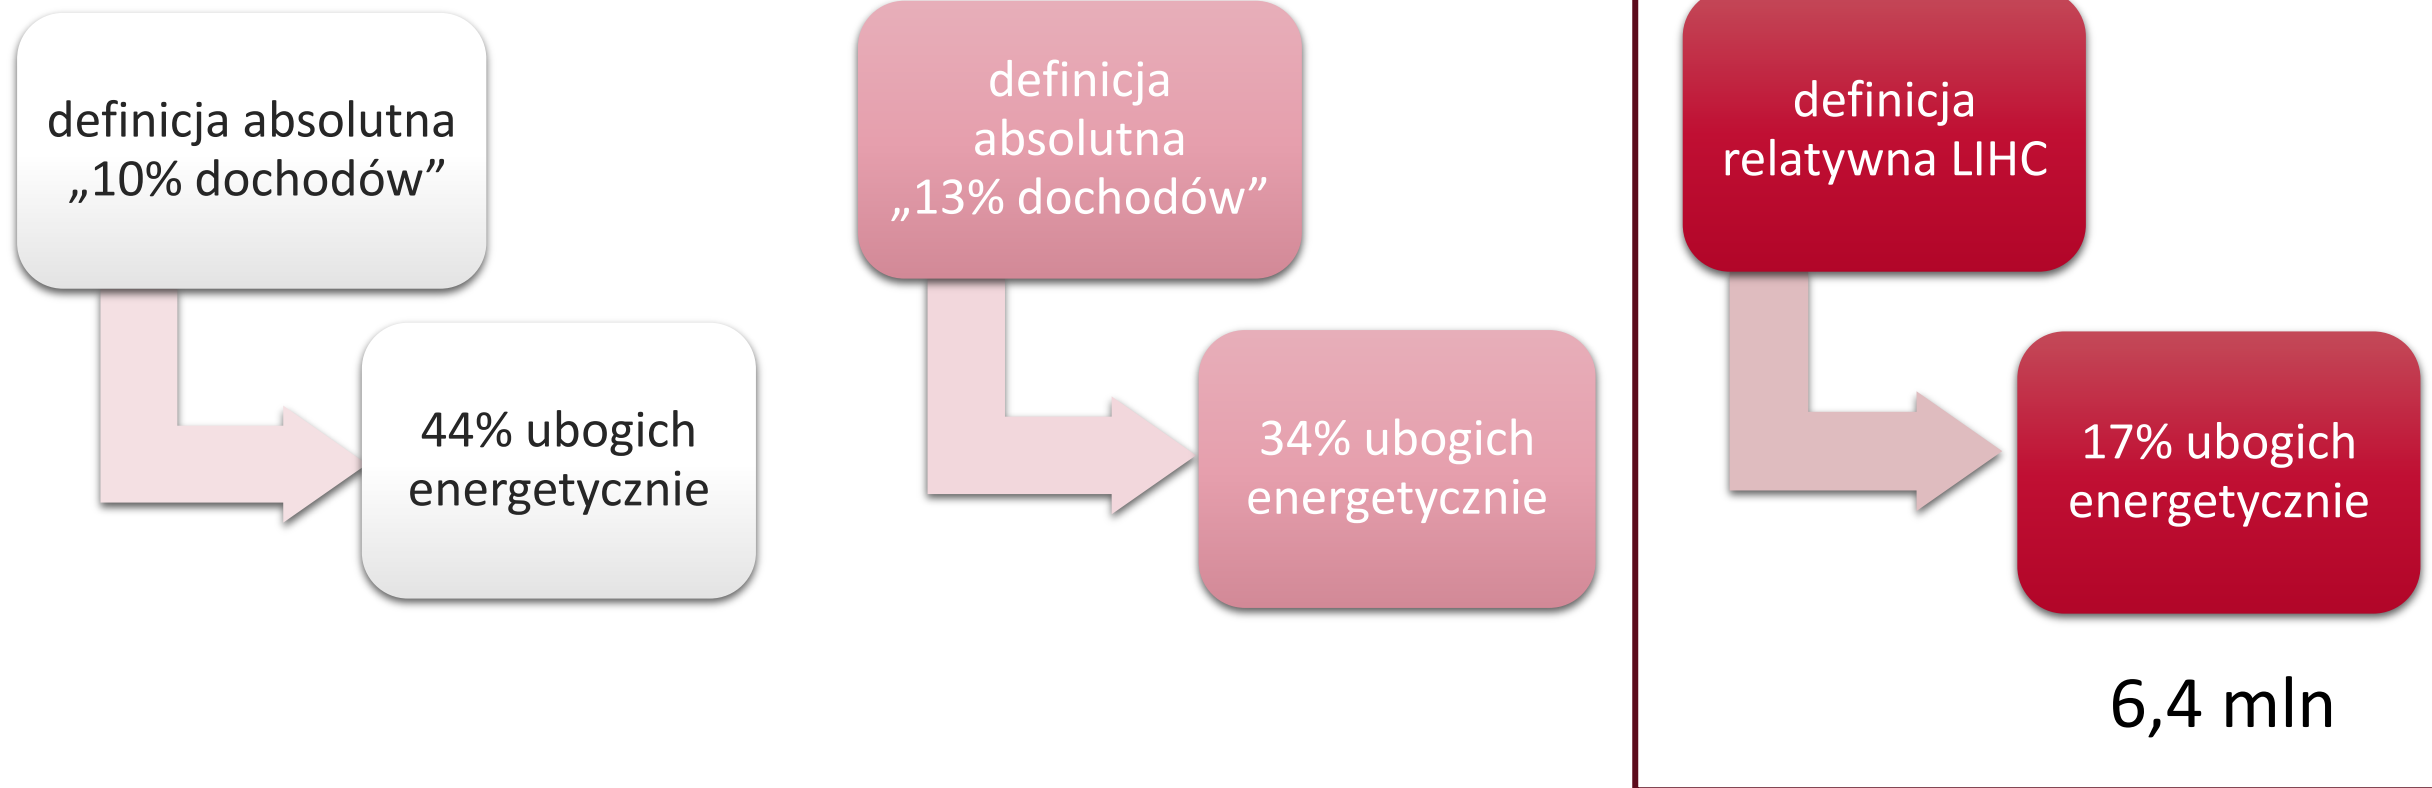 definicja absolutna
„10% dochodów”
44% ubogich
energetycznie
definicja
absolutna
„13% dochodów”
34% ubogich
energetycznie
definicja
relatywna LIHC
17% ubogich
energetycznie
6,4 mln